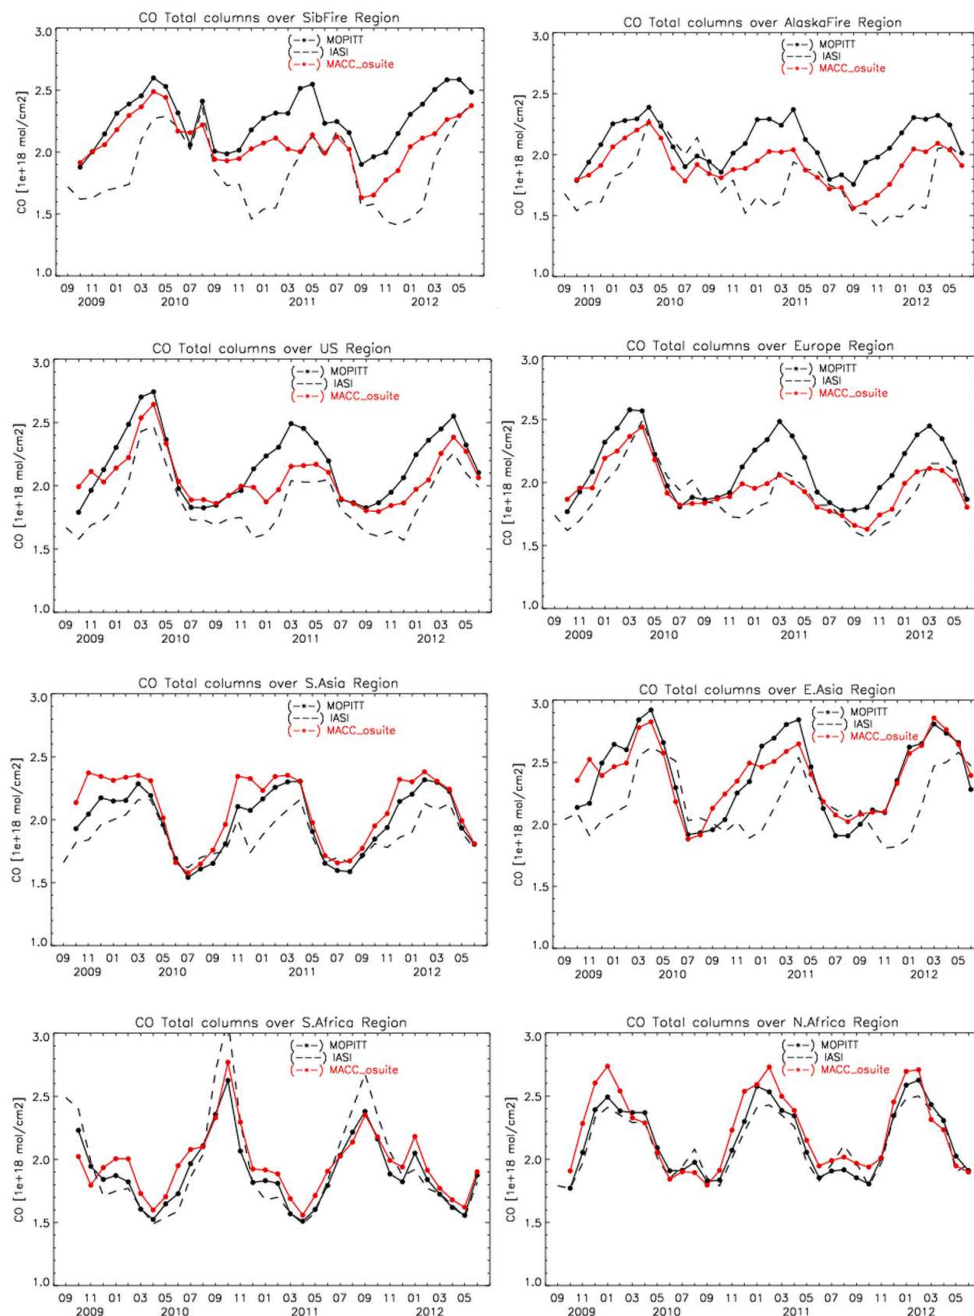 CO Total columns over SibFire Region
(—*—) MOPITT
(– – –) IASI
(—*—) MACC_osuite
CO [1e+18 mol/cm2]
3.0
2.5
2.0
1.5
1.0
09 11 01 03 05 07 09 11 01 03 05 07 09 11 01 03 05
2009 2010 2011 2012
CO Total columns over AlaskaFire Region
(—*—) MOPITT
(– – –) IASI
(—*—) MACC_osuite
CO [1e+18 mol/cm2]
3.0
2.5
2.0
1.5
1.0
09 11 01 03 05 07 09 11 01 03 05 07 09 11 01 03 05
2009 2010 2011 2012
CO Total columns over US Region
(—*—) MOPITT
(– – –) IASI
(—*—) MACC_osuite
CO [1e+18 mol/cm2]
3.0
2.5
2.0
1.5
1.0
09 11 01 03 05 07 09 11 01 03 05 07 09 11 01 03 05
2009 2010 2011 2012
CO Total columns over Europe Region
(—*—) MOPITT
(– – –) IASI
(—*—) MACC_osuite
CO [1e+18 mol/cm2]
3.0
2.5
2.0
1.5
1.0
09 11 01 03 05 07 09 11 01 03 05 07 09 11 01 03 05
2009 2010 2011 2012
CO Total columns over S.Asia Region
(—*—) MOPITT
(– – –) IASI
(—*—) MACC_osuite
CO [1e+18 mol/cm2]
3.0
2.5
2.0
1.5
1.0
09 11 01 03 05 07 09 11 01 03 05 07 09 11 01 03 05
2009 2010 2011 2012
CO Total columns over E.Asia Region
(—*—) MOPITT
(– – –) IASI
(—*—) MACC_osuite
CO [1e+18 mol/cm2]
3.0
2.5
2.0
1.5
1.0
09 11 01 03 05 07 09 11 01 03 05 07 09 11 01 03 05
2009 2010 2011 2012
CO Total columns over S.Africa Region
(—*—) MOPITT
(– – –) IASI
(—*—) MACC_osuite
CO [1e+18 mol/cm2]
3.0
2.5
2.0
1.5
1.0
09 11 01 03 05 07 09 11 01 03 05 07 09 11 01 03 05
2009 2010 2011 2012
CO Total columns over N.Africa Region
(—*—) MOPITT
(– – –) IASI
(—*—) MACC_osuite
CO [1e+18 mol/cm2]
3.0
2.5
2.0
1.5
1.0
09 11 01 03 05 07 09 11 01 03 05 07 09 11 01 03 05
2009 2010 2011 2012